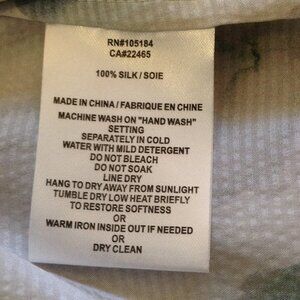 RN#105184
CA#22465
100% SILK / SOIE
MADE IN CHINA / FABRIQUE EN CHINE
MACHINE WASH ON "HAND WASH"
SETTING
SEPARATELY IN COLD
WATER WITH MILD DETERGENT
DO NOT BLEACH
DO NOT SOAK
LINE DRY
HANG TO DRY AWAY FROM SUNLIGHT
TUMBLE DRY LOW HEAT BRIEFLY
TO RESTORE SOFTNESS
OR
WARM IRON INSIDE OUT IF NEEDED
OR
DRY CLEAN